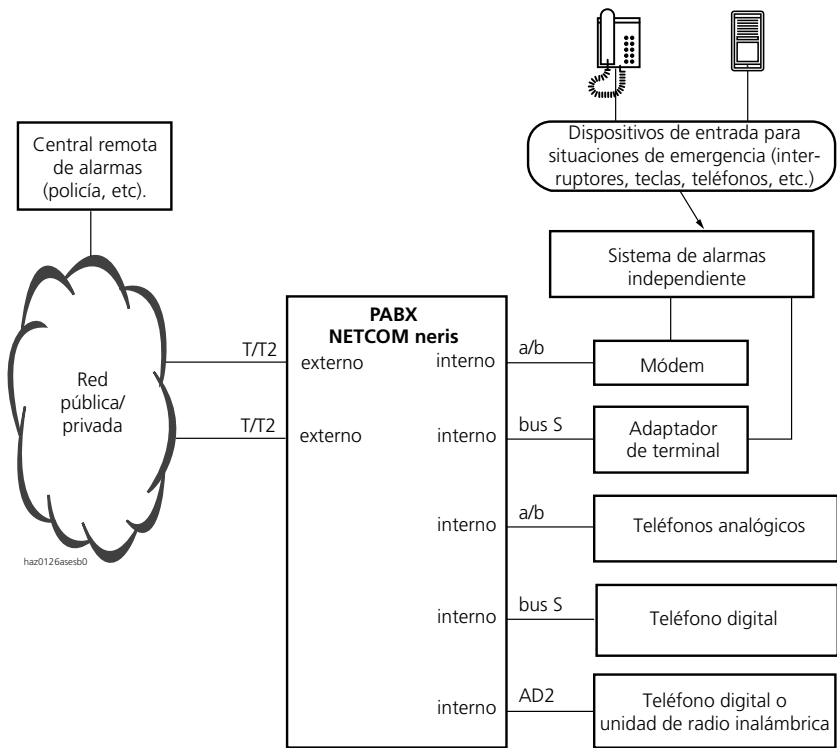 Central remota
de alarmas
(policía, etc).
Dispositivos de entrada para
situaciones de emergencia (inter-
ruptores, teclas, teléfonos, etc.)
Sistema de alarmas
independiente
PABX
NETCOM neris
Red
pública/
privada
T/T2
externo
interno
a/b
Módem
T/T2
externo
interno
bus S
Adaptador
de terminal
interno
a/b
Teléfonos analógicos
interno
bus S
Teléfono digital
interno
AD2
Teléfono digital o
unidad de radio inalámbrica
haz0126asesb0